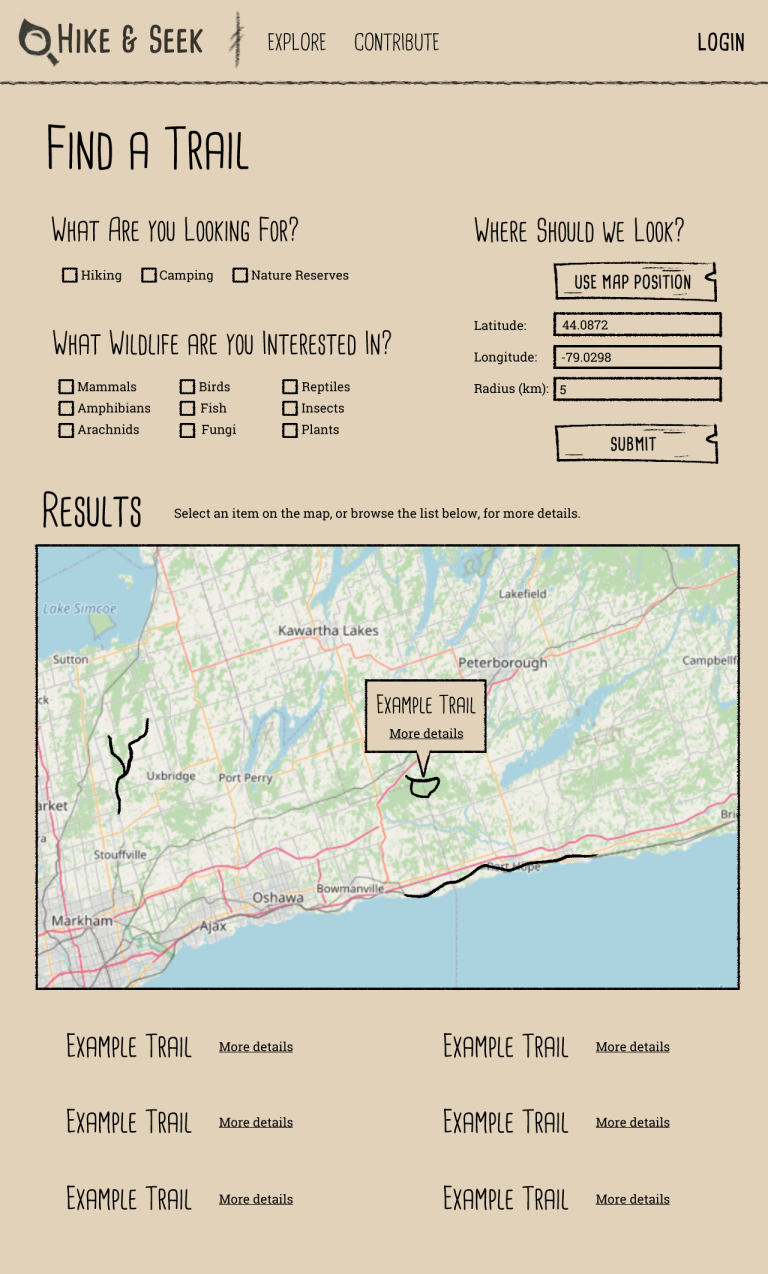 HIKE & SEEK
EXPLORE CONTRIBUTE
LOGIN
FIND A TRAIL
WHAT ARE YOU LOOKING FOR?
Hiking Camping Nature Reserves
WHAT WILDLIFE ARE YOU INTERESTED IN?
Mammals Birds Reptiles
Amphibians Fish Insects
Arachnids Fungi Plants
WHERE SHOULD WE LOOK?
USE MAP POSITION
Latitude: 44.0872
Longitude: -79.0298
Radius (km): 5
SUBMIT
RESULTS
Select an item on the map, or browse the list below, for more details.
Lakefield
Lake Simcoe
Kawartha Lakes
Sutton
Peterborough
Campbellf
ck
EXAMPLE TRAIL
More details
Uxbridge
Port Perry
arket
Bri
a
Stouffville
Port Hope
Bowmanville
Oshawa
Markham
Ajax
EXAMPLE TRAIL More details
EXAMPLE TRAIL More details
EXAMPLE TRAIL More details
EXAMPLE TRAIL More details
EXAMPLE TRAIL More details
EXAMPLE TRAIL More details